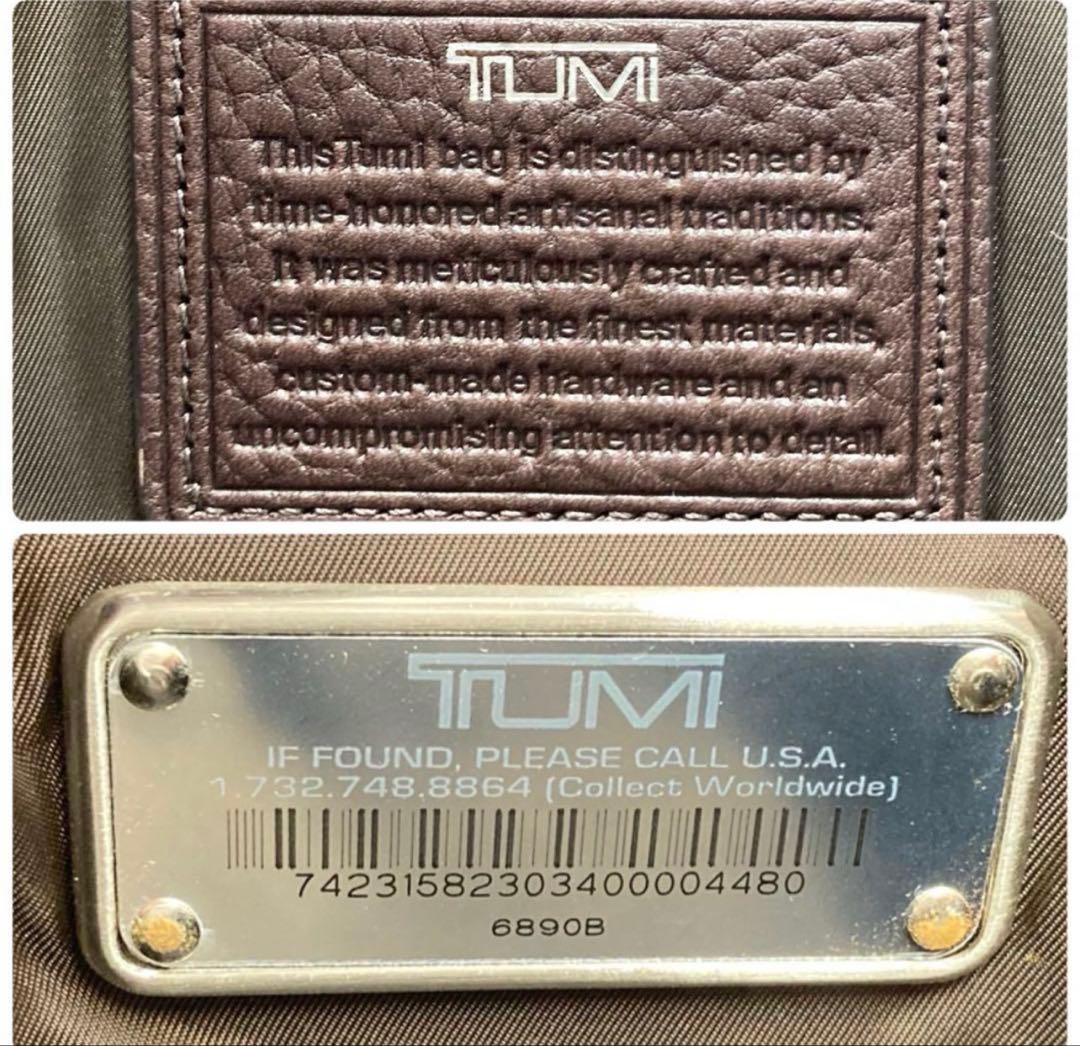 TUMI
This Tumi bag is distinguished by
time-honored artisanal traditions.
It was meticulously crafted and
designed from the finest materials,
custom-made hardware and an
uncompromising attention to detail.
TUMI
IF FOUND, PLEASE CALL U.S.A.
1.732.748.8864 (Collect Worldwide)
74231582303400004480
6890B